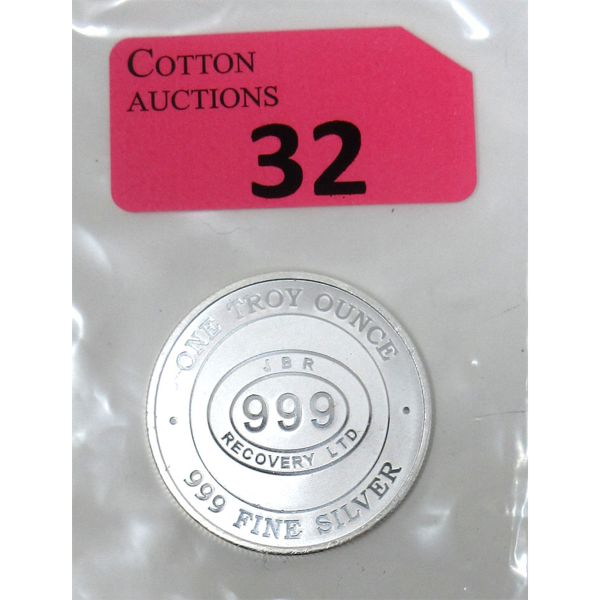 COTTON
AUCTIONS
32
ONE TROY OUNCE
JBR
999
RECOVERY LTD.
999 FINE SILVER